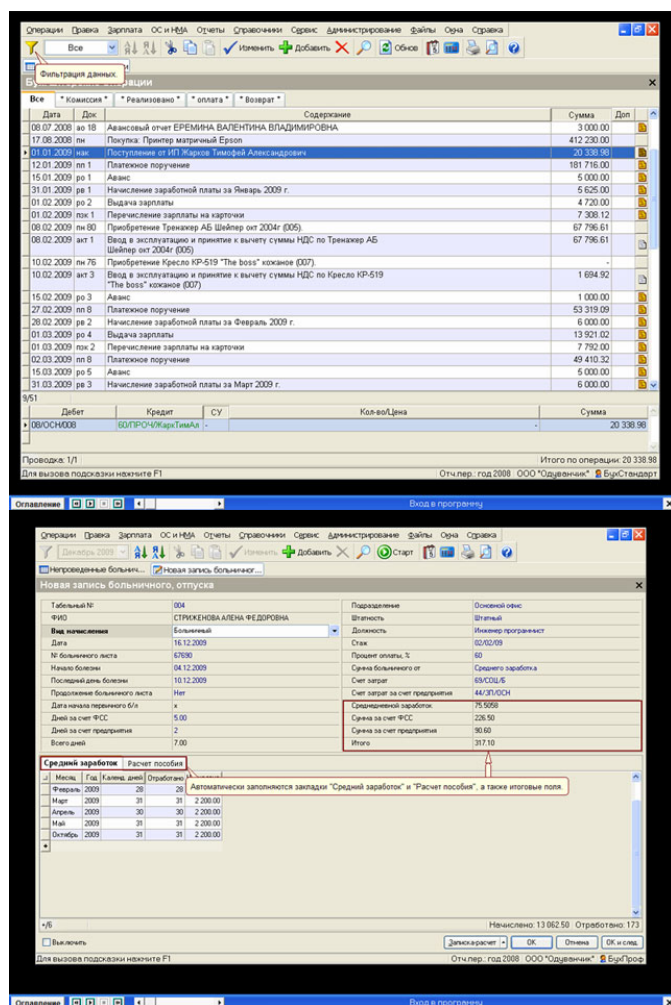 Операции Правка Зарплата ОС и НМА Отчеты Справочники Сервис Администрирование Файлы Окна Справка
Все Изменить Добавить Обнов
Фильтрация данных.
Все * Комиссия * * Реализовано * * оплата * * Возврат *
Дата Док Содержание Сумма Доп
08.07.2008 ао 18 Авансовый отчет ЕРЕМИНА ВАЛЕНТИНА ВЛАДИМИРОВНА 3 000.00
17.08.2008 пн Покупка: Принтер матричный Epson 412 230.00
01.01.2009 нак Поступление от ИП Жарков Тимофей Александрович 20 338.98
12.01.2009 пп 1 Платежное поручение 181 716.00
15.01.2009 ро 1 Аванс 5 000.00
31.01.2009 рв 1 Начисление заработной платы за Январь 2009 г. 5 625.00
01.02.2009 ро 2 Выдача зарплаты 4 720.00
01.02.2009 пэк 1 Перечисление зарплаты на карточки 7 308.12
08.02.2009 пн 80 Приобретение Тренажер АБ Шейпер окт 2004г (005). 67 796.61
08.02.2009 акт 1 Ввод в эксплуатацию и принятие к вычету суммы НДС по Тренажер АБ 67 796.61
Шейпер окт 2004г (005)
10.02.2009 пн 76 Приобретение Кресло КР-519 "The boss" кожаное (007). -
10.02.2009 акт 3 Ввод в эксплуатацию и принятие к вычету суммы НДС по Кресло КР-519 1 694.92
"The boss" кожаное (007)
15.02.2009 ро 3 Аванс 1 000.00
27.02.2009 пп 8 Платежное поручение 53 319.09
28.02.2009 рв 2 Начисление заработной платы за Февраль 2009 г. 6 000.00
01.03.2009 ро 4 Выдача зарплаты 13 921.02
01.03.2009 пэк 2 Перечисление зарплаты на карточки 7 792.00
02.03.2009 пп 8 Платежное поручение 49 410.32
15.03.2009 ро 5 Аванс 5 000.00
31.03.2009 рв 3 Начисление заработной платы за Март 2009 г. 6 000.00
9/51
Дебет Кредит СУ Кол-во/Цена Сумма
08/ОСН/008 60/ПРОЧ/ЖаркТимАл - - 20 338.98
Проводка: 1/1 Итого по операции: 20 338.98
Для вызова подсказки нажмите F1 Отч.пер.: год 2008 ООО "Одуванчик" БухСтандарт
Оглавление Вход в программу
Операции Правка Зарплата ОС и НМА Отчеты Справочники Сервис Администрирование Файлы Окна Справка
Декабрь 2009 Изменить Добавить Старт
Непроведенные больнич... Новая запись больничног...
Новая запись больничного, отпуска
Табельный № 004 Подразделение Основной офис
ФИО СТРИЖЕНОВА АЛЕНА ФЕДОРОВНА Штатность Штатный
Вид начисления Больничный Должность Инженер программист
Дата 16.12.2009 Стаж 02/02/09
№ больничного листа 67690 Процент оплаты, % 60
Начало болезни 04.12.2009 Сумма больничного от Среднего заработка
Последний день болезни 10.12.2009 Счет затрат 69/СОЦ/Б
Продолжение больничного листа Нет Счет затрат за счет предприятия 44/ЗП/ОСН
Дата начала первичного б/л x Среднедневной заработок 75.5058
Дней за счет ФСС 5.00 Сумма за счет ФСС 226.50
Дней за счет предприятия 2 Сумма за счет предприятия 90.60
Всего дней 7.00 Итого 317.10
Средний заработок Расчет пособия
Автоматически заполняются закладки "Средний заработок" и "Расчет пособия", а также итоговые поля.
Месяц Год Календ. дней Отработано
Февраль 2009 28 28
Март 2009 31 31 2 200.00
Апрель 2009 30 30 2 200.00
Май 2009 31 31 2 200.00
Октябрь 2009 31 31 2 200.00
*/6 Начислено: 13 062.50 Отработано: 173
Выключить Записка-расчет ОК Отмена ОК и след.
Для вызова подсказки нажмите F1 Отч.пер.: год 2008 ООО "Одуванчик" БухПроф
Оглавление Вход в программу